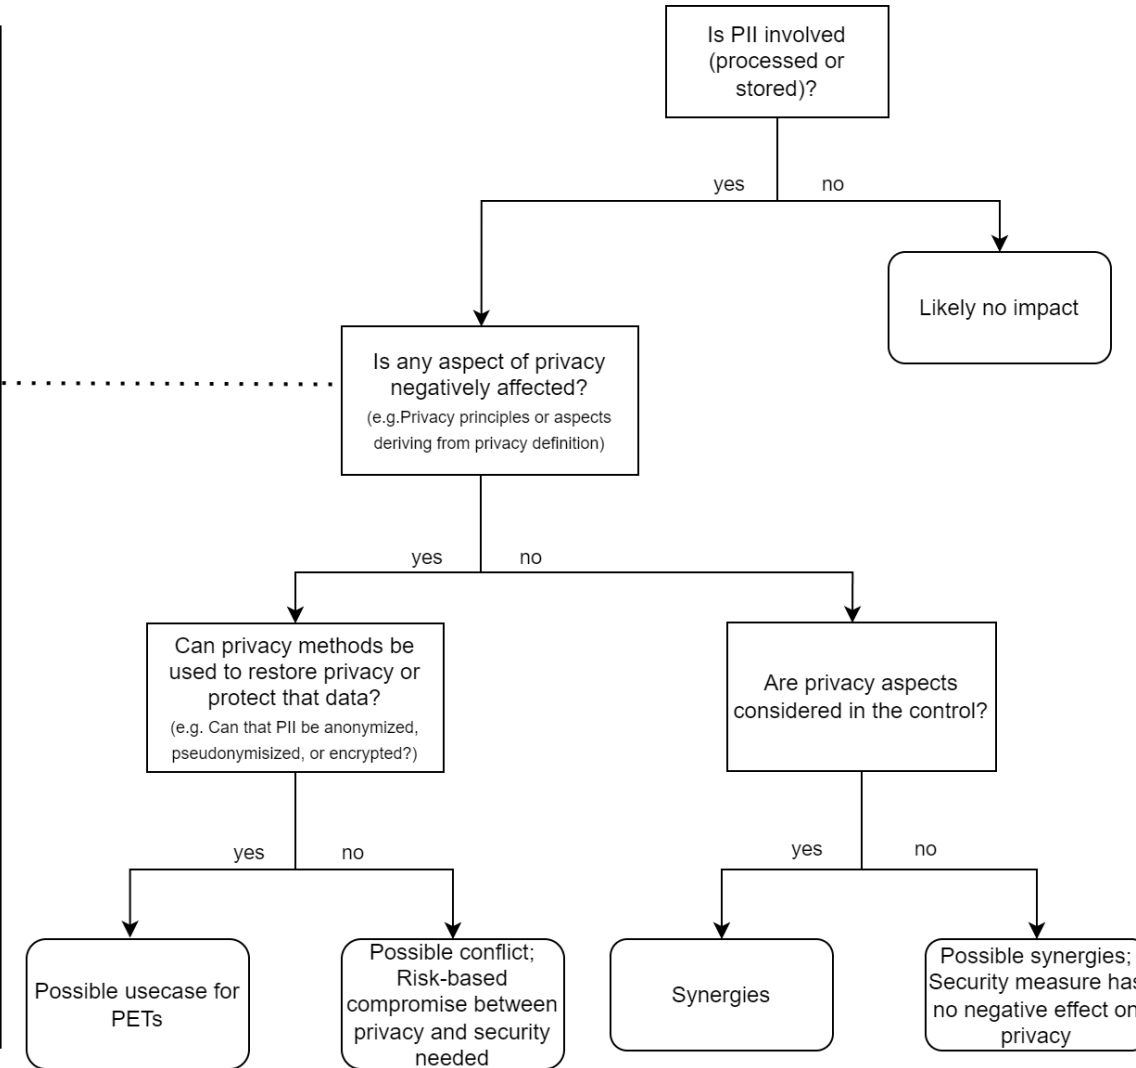 Is PII involved
(processed or
stored)?
yes
no
Likely no impact
Is any aspect of privacy
negatively affected?
(e.g.Privacy principles or aspects
deriving from privacy definition)
yes
no
Can privacy methods be
used to restore privacy or
protect that data?
(e.g. Can that PII be anonymized,
pseudonymisized, or encrypted?)
Are privacy aspects
considered in the control?
yes
no
yes
no
Possible usecase for
PETs
Possible conflict;
Risk-based
compromise between
privacy and security
needed
Synergies
Possible synergies;
Security measure has
no negative effect on
privacy